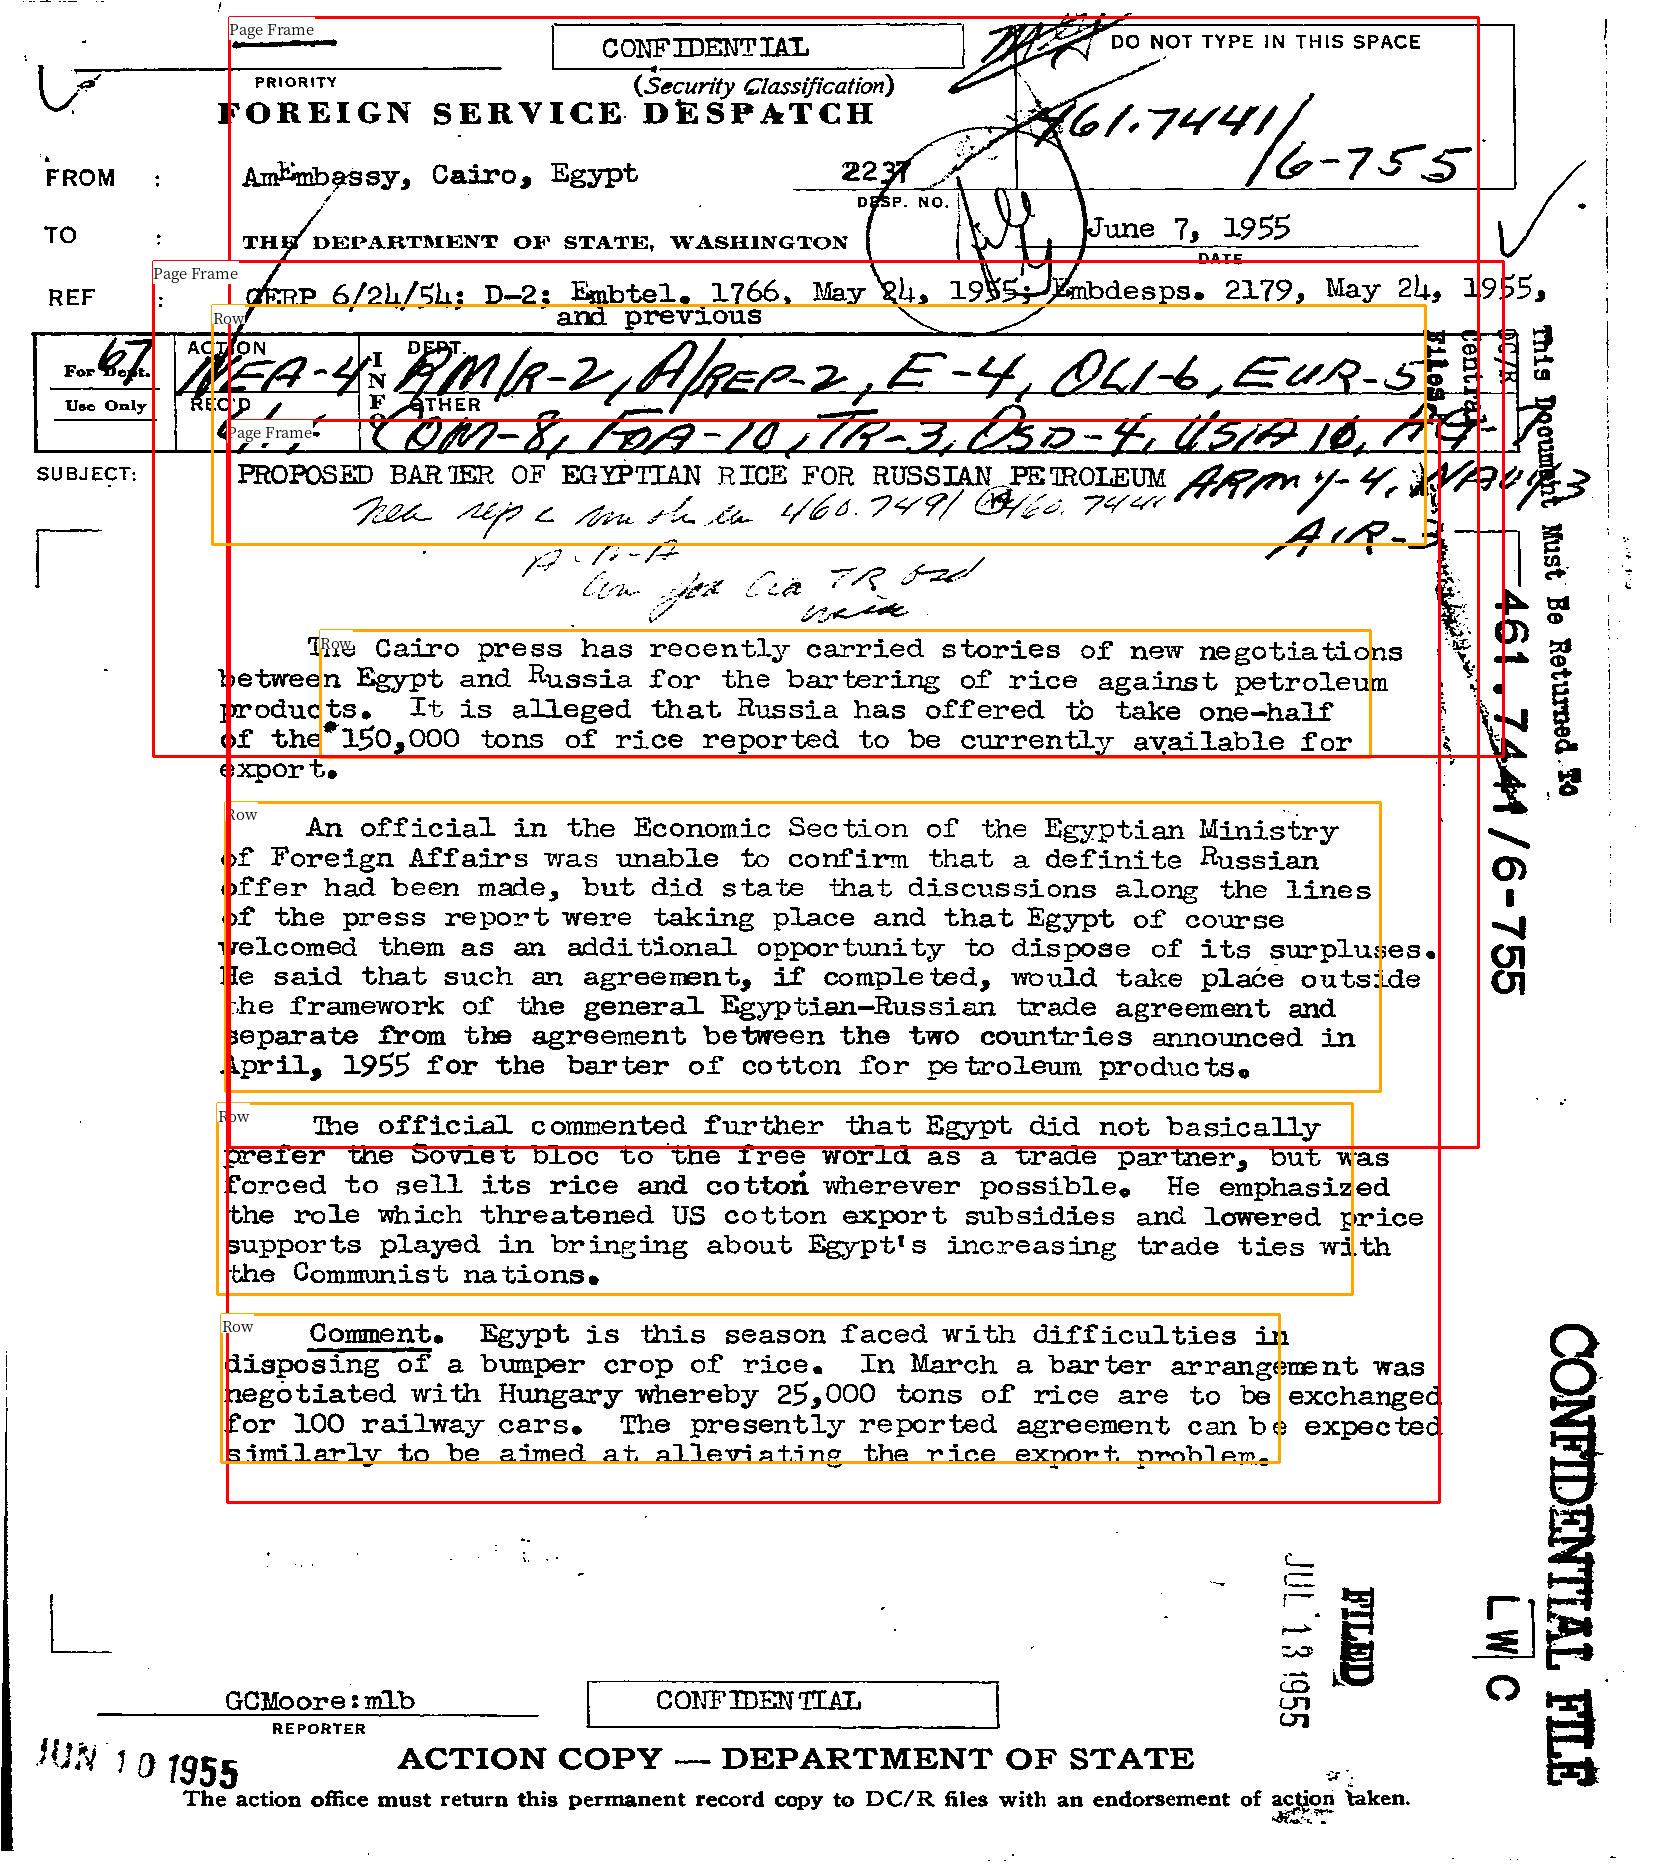 CONFIDENTIAL
DO NOT TYPE IN THIS SPACE
PRIORITY
(Security Classification)
FOREIGN SERVICE DESPATCH
461.7441/
/6-755
FROM : AmEmbassy, Cairo, Egypt
2237
DESP. NO.
TO : THE DEPARTMENT OF STATE, WASHINGTON
June 7, 1955
DATE
REF : CERP 6/24/54; D-2; Embtel. 1766, May 24, 1955; Embdesps. 2179, May 24, 1955,
and previous
67
For Dept.
Use Only
ACTION
NEA-4
REC'D
INFO
DEPT.
RM/R-2, A/REP-2, E-4, OLI-6, EUR-5
OTHER
COM-8, FOA-10, TR-3, OSD-4, USIA 10,
SUBJECT: PROPOSED BARTER OF EGYPTIAN RICE FOR RUSSIAN PETROLEUM
ARMY-4, NAVY-3
460.7491 460.7441
AIR-
TR
The Cairo press has recently carried stories of new negotiations
between Egypt and Russia for the bartering of rice against petroleum
products. It is alleged that Russia has offered to take one-half
of the 150,000 tons of rice reported to be currently available for
export.
An official in the Economic Section of the Egyptian Ministry
of Foreign Affairs was unable to confirm that a definite Russian
offer had been made, but did state that discussions along the lines
of the press report were taking place and that Egypt of course
welcomed them as an additional opportunity to dispose of its surpluses.
He said that such an agreement, if completed, would take place outside
the framework of the general Egyptian-Russian trade agreement and
separate from the agreement between the two countries announced in
April, 1955 for the barter of cotton for petroleum products.
The official commented further that Egypt did not basically
prefer the Soviet bloc to the free world as a trade partner, but was
forced to sell its rice and cotton wherever possible. He emphasized
the role which threatened US cotton export subsidies and lowered price
supports played in bringing about Egypt's increasing trade ties with
the Communist nations.
Comment. Egypt is this season faced with difficulties in
disposing of a bumper crop of rice. In March a barter arrangement was
negotiated with Hungary whereby 25,000 tons of rice are to be exchanged
for 100 railway cars. The presently reported agreement can be expected
similarly to be aimed at alleviating the rice export problem.
This Document Must Be Returned To
DC/R
Central
Files
461.7441/6-755
CONFIDENTIAL FILE
LWC
FILED
JUL 13 1955
GCMoore:mlb
REPORTER
CONFIDENTIAL
JUN 10 1955
ACTION COPY — DEPARTMENT OF STATE
The action office must return this permanent record copy to DC/R files with an endorsement of action taken.
Page Frame
Page Frame
Page Frame
Row
Row
Row
Row
Row